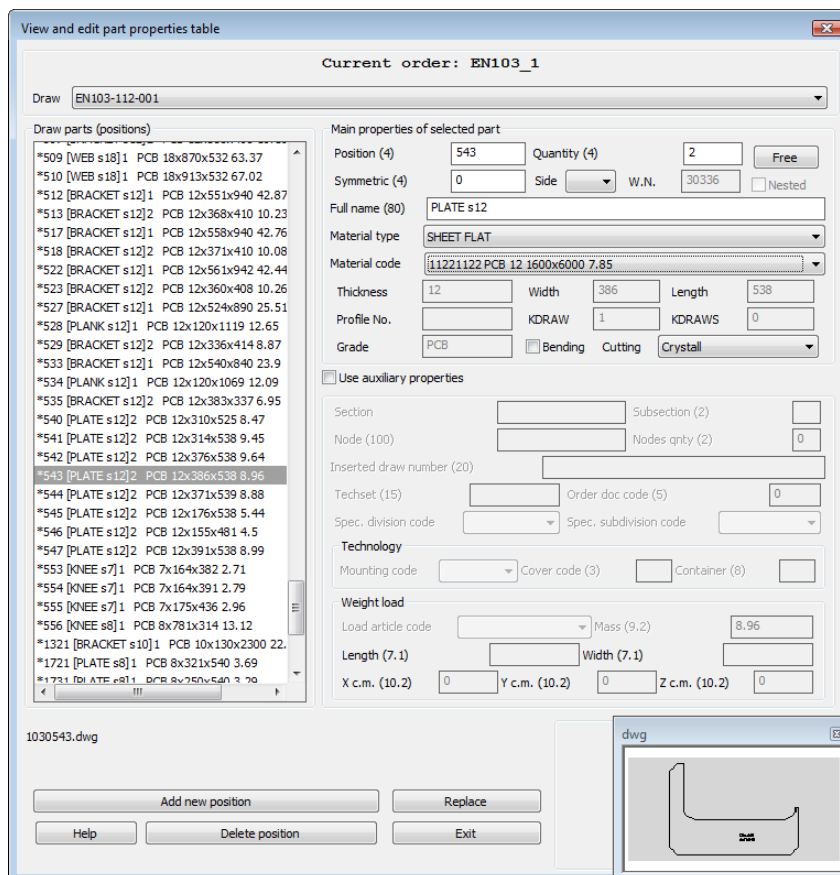 View and edit part properties table
Current order: EN103_1
Draw EN103-112-001
Draw parts (positions)
*509 [WEB s18]1 PCB 18x870x532 63.37
*510 [WEB s18]1 PCB 18x913x532 67.02
*512 [BRACKET s12]1 PCB 12x551x940 42.87
*513 [BRACKET s12]2 PCB 12x368x410 10.23
*517 [BRACKET s12]1 PCB 12x558x940 42.76
*518 [BRACKET s12]2 PCB 12x371x410 10.08
*522 [BRACKET s12]1 PCB 12x561x942 42.44
*523 [BRACKET s12]2 PCB 12x360x408 10.26
*527 [BRACKET s12]1 PCB 12x524x890 25.51
*528 [PLANK s12]1 PCB 12x120x1119 12.65
*529 [BRACKET s12]2 PCB 12x336x414 8.87
*533 [BRACKET s12]1 PCB 12x540x840 23.9
*534 [PLANK s12]1 PCB 12x120x1069 12.09
*535 [BRACKET s12]2 PCB 12x383x337 6.95
*540 [PLATE s12]2 PCB 12x310x525 8.47
*541 [PLATE s12]2 PCB 12x314x538 9.45
*542 [PLATE s12]2 PCB 12x376x538 9.64
*543 [PLATE s12]2 PCB 12x386x538 8.96
*544 [PLATE s12]2 PCB 12x371x539 8.88
*545 [PLATE s12]2 PCB 12x176x538 5.44
*546 [PLATE s12]2 PCB 12x155x481 4.5
*547 [PLATE s12]2 PCB 12x391x538 8.99
*553 [KNEE s7]1 PCB 7x164x382 2.71
*554 [KNEE s7]1 PCB 7x164x391 2.79
*555 [KNEE s7]1 PCB 7x175x436 2.96
*556 [KNEE s8]1 PCB 8x781x314 13.12
*1321 [BRACKET s10]1 PCB 10x130x2300 22.
*1721 [PLATE s8]1 PCB 8x321x540 3.69
*1731 [PLATE s8]1 PCB 8x250x540 3.29
Main properties of selected part
Position (4) 543 Quantity (4) 2 Free
Symmetric (4) 0 Side W.N. 30336 Nested
Full name (80) PLATE s12
Material type SHEET FLAT
Material code 11221122 PCB 12 1600x6000 7.85
Thickness 12 Width 386 Length 538
Profile No. KDRAW 1 KDRAWS 0
Grade PCB Bending Cutting Crystall
Use auxiliary properties
Section Subsection (2)
Node (100) Nodes qnty (2) 0
Inserted draw number (20)
Techset (15) Order doc code (5) 0
Spec. division code Spec. subdivision code
Technology
Mounting code Cover code (3) Container (8)
Weight load
Load article code Mass (9.2) 8.96
Length (7.1) Width (7.1)
X c.m. (10.2) 0 Y c.m. (10.2) 0 Z c.m. (10.2) 0
1030543.dwg
dwg
Add new position Replace
Help Delete position Exit